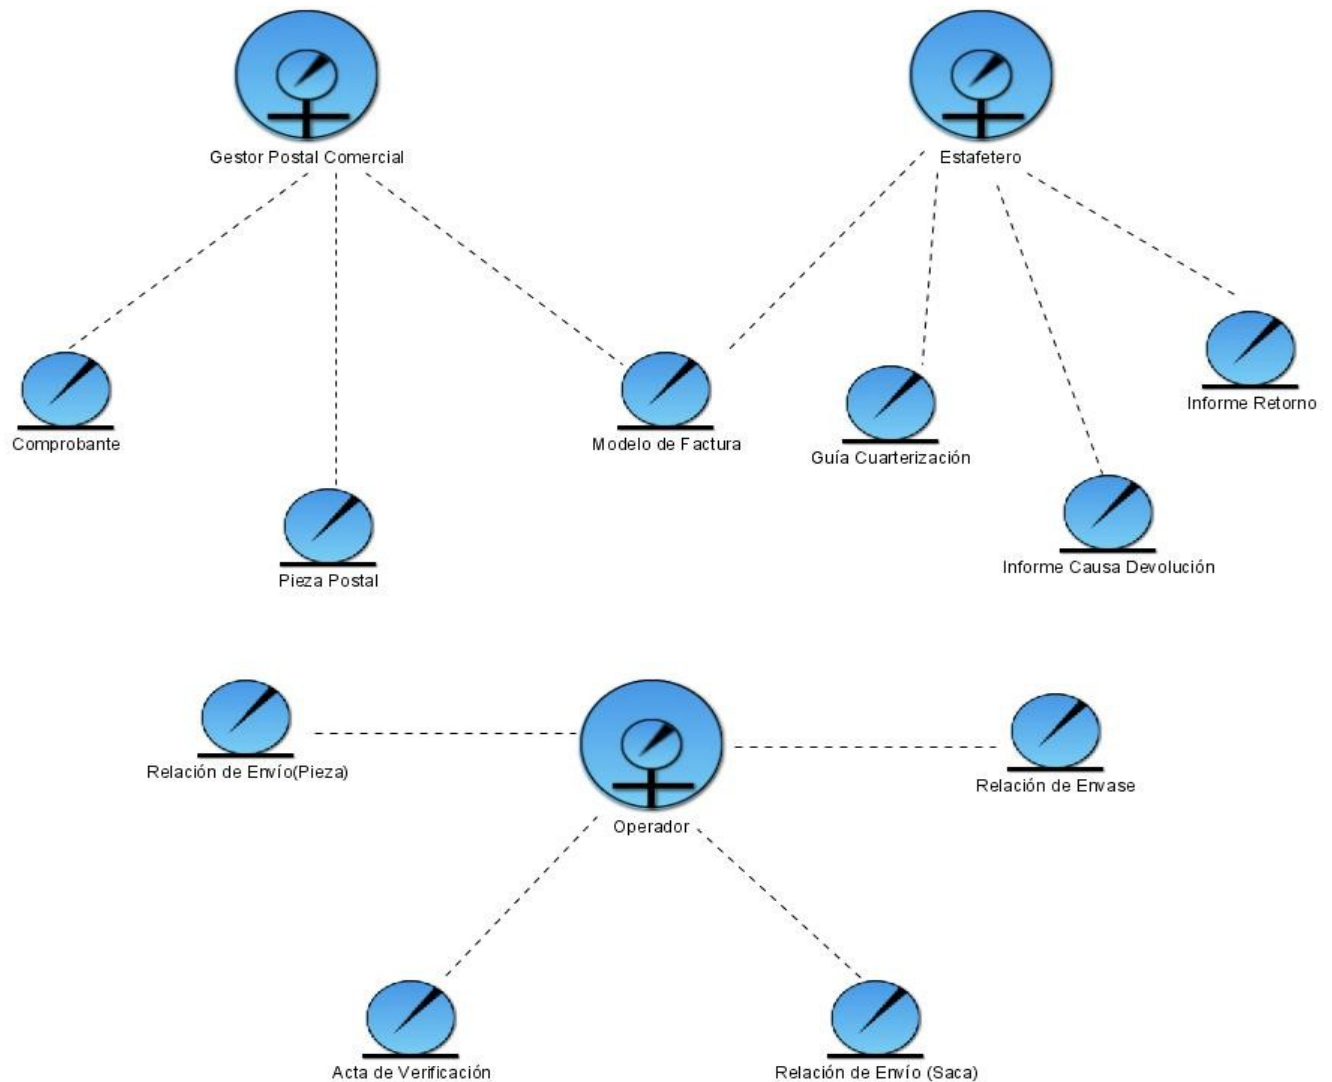 Gestor Postal Comercial
Estafetero
Informe Retorno
Comprobante
Modelo de Factura
Guía Cuarterización
Informe Causa Devolución
Pieza Postal
Relación de Envío(Pieza)
Relación de Envase
Operador
Acta de Verificación
Relación de Envío (Saca)